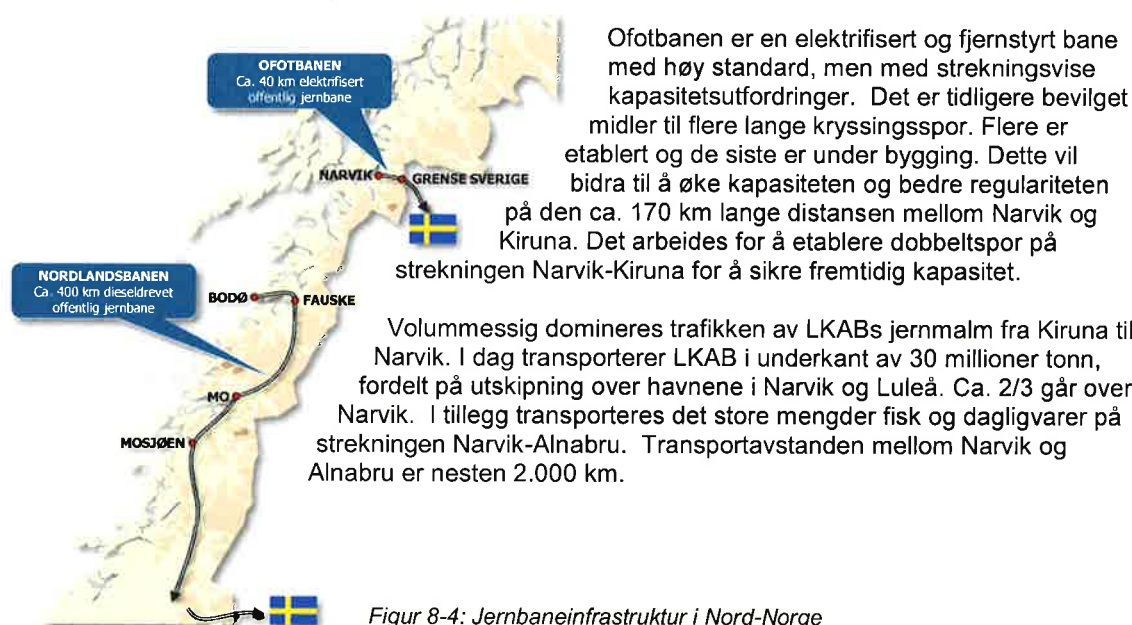 OFOTBANEN
Ca. 40 km elektrifisert
offentlig jernbane
NARVIK
GRENSE SVERIGE
NORDLANDSBANEN
Ca. 400 km dieseldrevet
offentlig jernbane
BODØ
FAUSKE
MO
MOSJØEN
Ofotbanen er en elektrifisert og fjernstyrt bane
med høy standard, men med strekningsvise
kapasitetsutfordringer. Det er tidligere bevilget
midler til flere lange kryssingsspor. Flere er
etablert og de siste er under bygging. Dette vil
bidra til å øke kapasiteten og bedre regulariteten
på den ca. 170 km lange distansen mellom Narvik og
Kiruna. Det arbeides for å etablere dobbeltspor på
strekningen Narvik-Kiruna for å sikre fremtidig kapasitet.
Volummessig domineres trafikken av LKABs jernmalm fra Kiruna til
Narvik. I dag transporterer LKAB i underkant av 30 millioner tonn,
fordelt på utskipning over havnene i Narvik og Luleå. Ca. 2/3 går over
Narvik. I tillegg transporteres det store mengder fisk og dagligvarer på
strekningen Narvik-Alnabru. Transportavstanden mellom Narvik og
Alnabru er nesten 2.000 km.
Figur 8-4: Jernbaneinfrastruktur i Nord-Norge